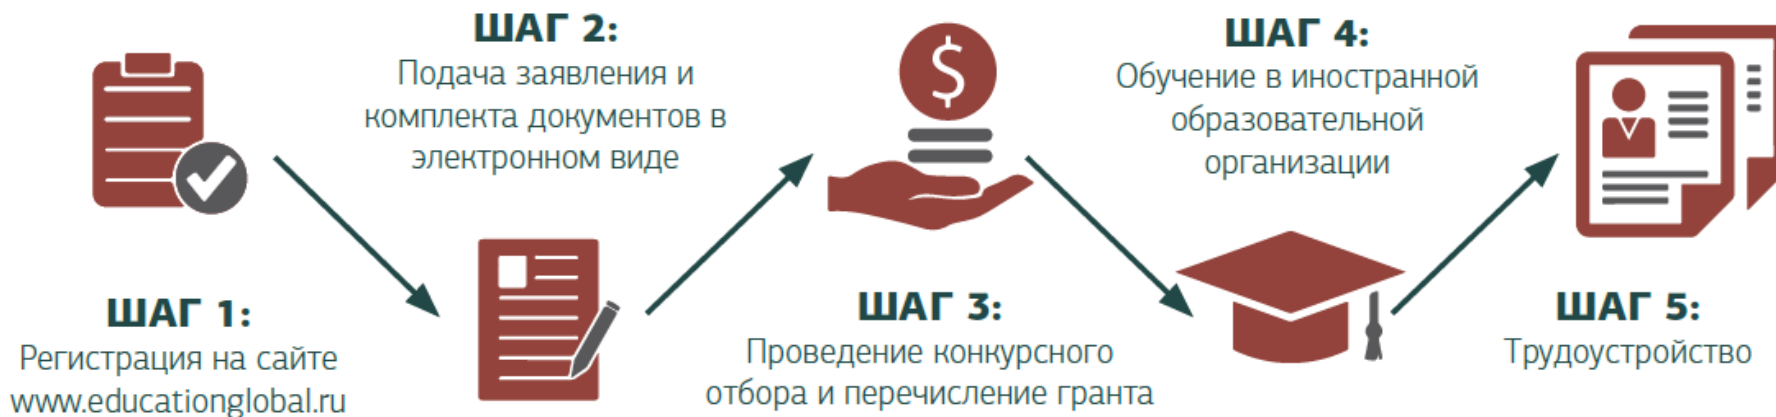 ШАГ 1:
Регистрация на сайте
www.educationglobal.ru
ШАГ 2:
Подача заявления и
комплекта документов в
электронном виде
$
ШАГ 3:
Проведение конкурсного
отбора и перечисление гранта
ШАГ 4:
Обучение в иностранной
образовательной
организации
ШАГ 5:
Трудоустройство